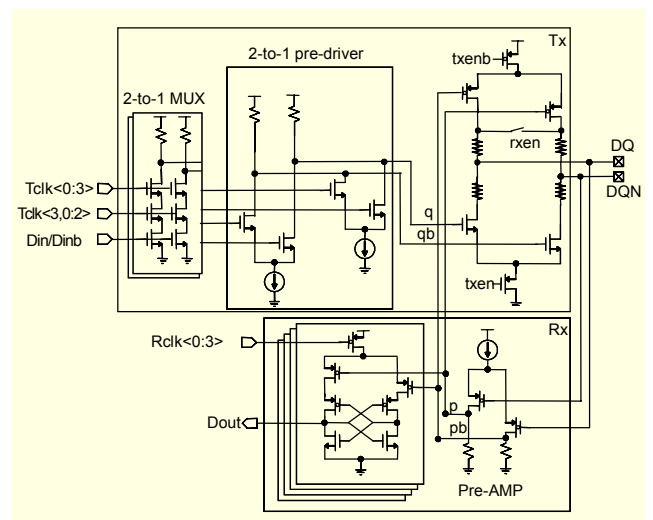 Tx
2-to-1 pre-driver
txenb
2-to-1 MUX
rxen
DQ
DQN
Tclk<0:3>
Tclk<3,0:2>
Din/Dinb
q
qb
txen
Rx
Rclk<0:3>
Dout
p
pb
Pre-AMP